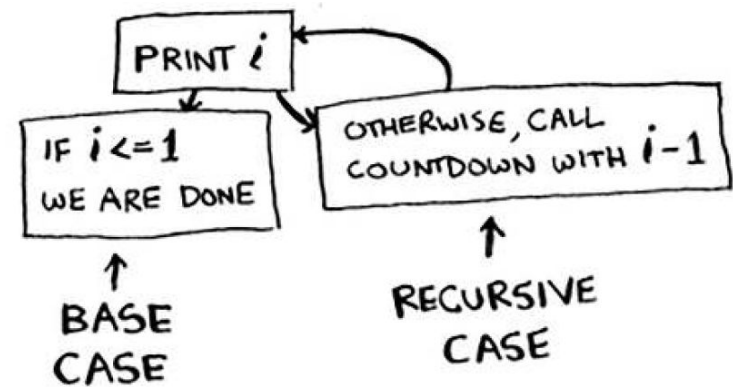 PRINT i
IF i <= 1
WE ARE DONE
OTHERWISE, CALL
COUNTDOWN WITH i-1
BASE
CASE
RECURSIVE
CASE